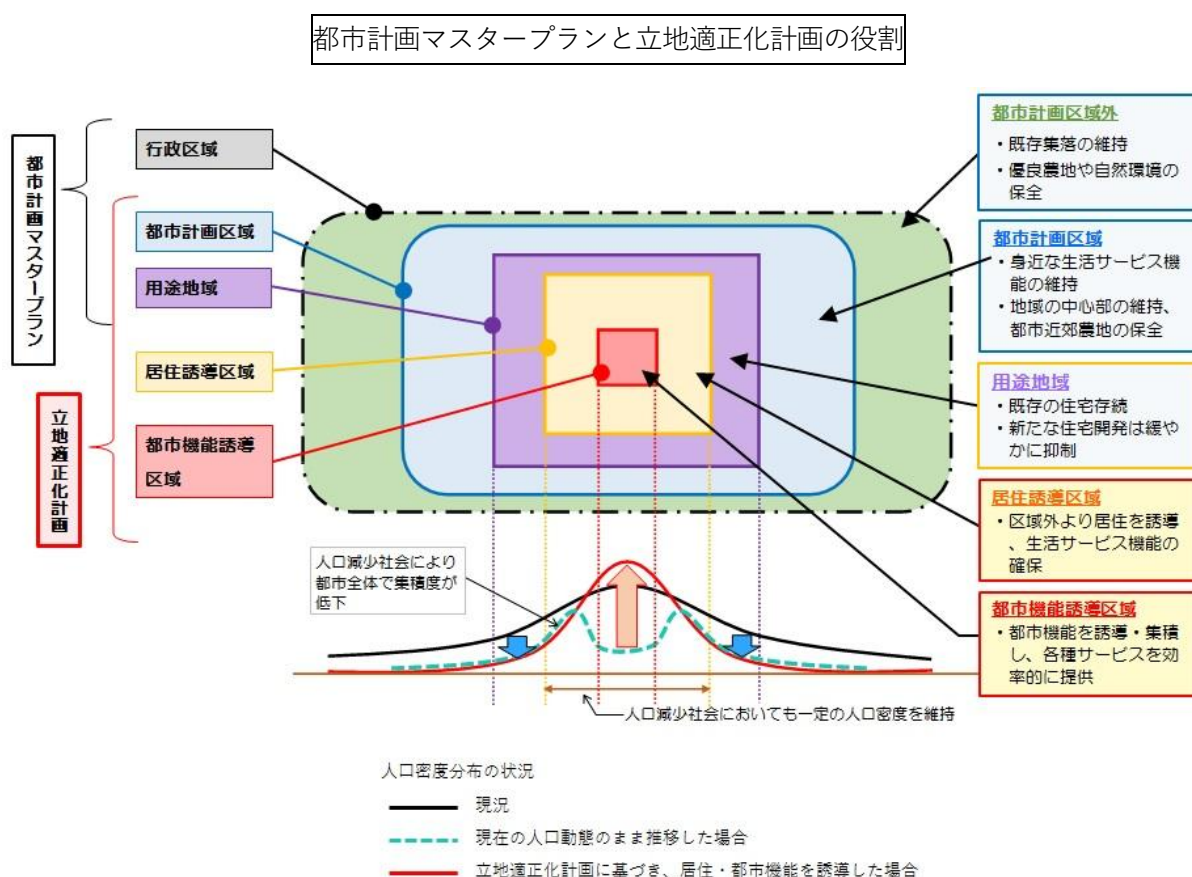 都市計画マスタープランと立地適正化計画の役割
都市計画マスタープラン
立地適正化計画
行政区域
都市計画区域
用途地域
居住誘導区域
都市機能誘導
区域
都市計画区域外
・既存集落の維持
・優良農地や自然環境の
保全
都市計画区域
・身近な生活サービス機
能の維持
・地域の中心部の維持、
都市近郊農地の保全
用途地域
・既存の住宅存続
・新たな住宅開発は緩や
かに抑制
居住誘導区域
・区域外より居住を誘導
、生活サービス機能の
確保
都市機能誘導区域
・都市機能を誘導・集積
し、各種サービスを効
率的に提供
人口減少社会により
都市全体で集積度が
低下
人口減少社会においても一定の人口密度を維持
人口密度分布の状況
現況
現在の人口動態のまま推移した場合
立地適正化計画に基づき、居住・都市機能を誘導した場合